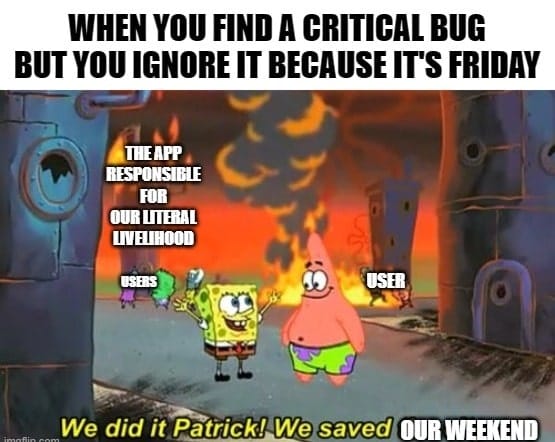 WHEN YOU FIND A CRITICAL BUG
BUT YOU IGNORE IT BECAUSE IT'S FRIDAY
THE APP
RESPONSIBLE
FOR
OUR LITERAL
LIVELIHOOD
USERS
USER
We did it Patrick! We saved OUR WEEKEND
imgflip.com